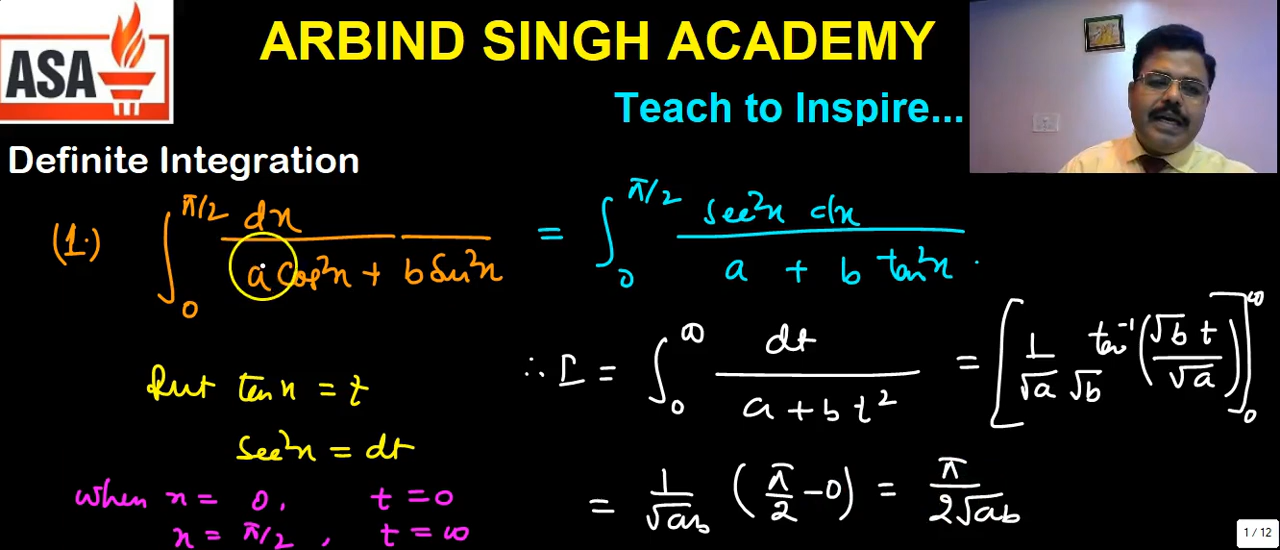 ASA
ARBIND SINGH ACADEMY
Teach to Inspire...
Definite Integration
(1.) ∫₀^π/2 dx / (a cos²x + b sin²x) = ∫₀^π/2 sec²x dx / (a + b tan²x).
Put tan x = t
sec²x = dt
when x = 0, t = 0
x = π/2, t = ∞
∴ I = ∫₀^∞ dt / (a + b t²) = [1/(√a √b) tan⁻¹(√b t/√a)]₀^∞
= 1/√ab (π/2 − 0) = π/(2√ab)
1 / 12